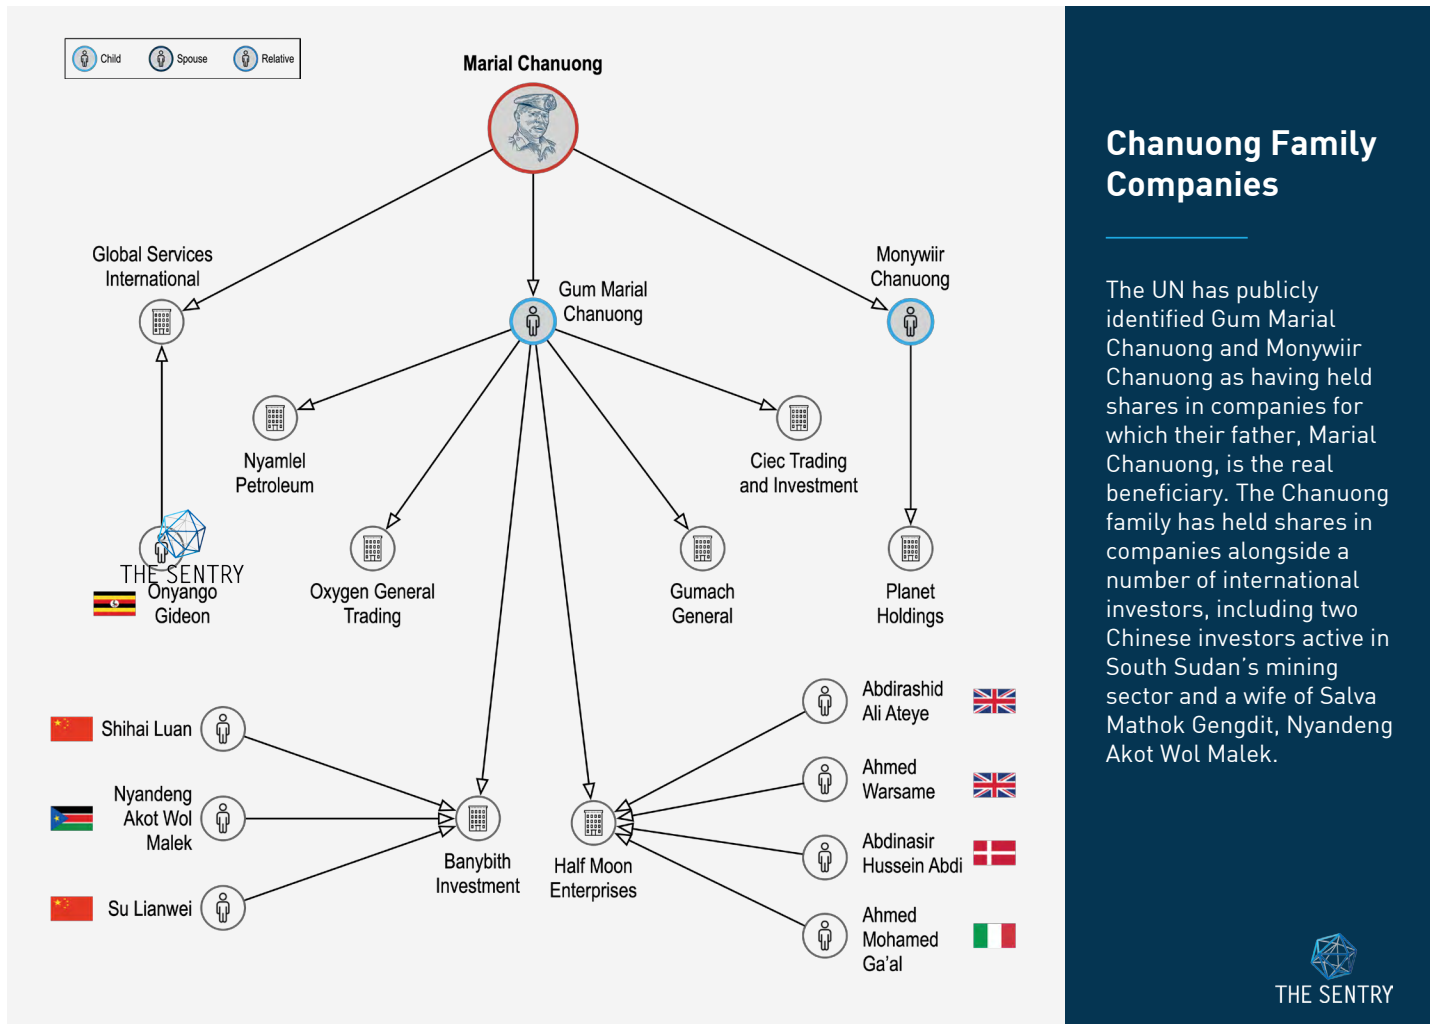 Child
Spouse
Relative
Marial Chanuong
Global Services
International
Gum Marial
Chanuong
Monywiir
Chanuong
Nyamlel
Petroleum
Ciec Trading
and Investment
THE SENTRY
Onyango
Gideon
Oxygen General
Trading
Gumach
General
Planet
Holdings
Shihai Luan
Nyandeng
Akot Wol
Malek
Su Lianwei
Banybith
Investment
Half Moon
Enterprises
Abdirashid
Ali Ateye
Ahmed
Warsame
Abdinasir
Hussein Abdi
Ahmed
Mohamed
Ga'al
Chanuong Family
Companies
The UN has publicly
identified Gum Marial
Chanuong and Monywiir
Chanuong as having held
shares in companies for
which their father, Marial
Chanuong, is the real
beneficiary. The Chanuong
family has held shares in
companies alongside a
number of international
investors, including two
Chinese investors active in
South Sudan's mining
sector and a wife of Salva
Mathok Gengdit, Nyandeng
Akot Wol Malek.
THE SENTRY